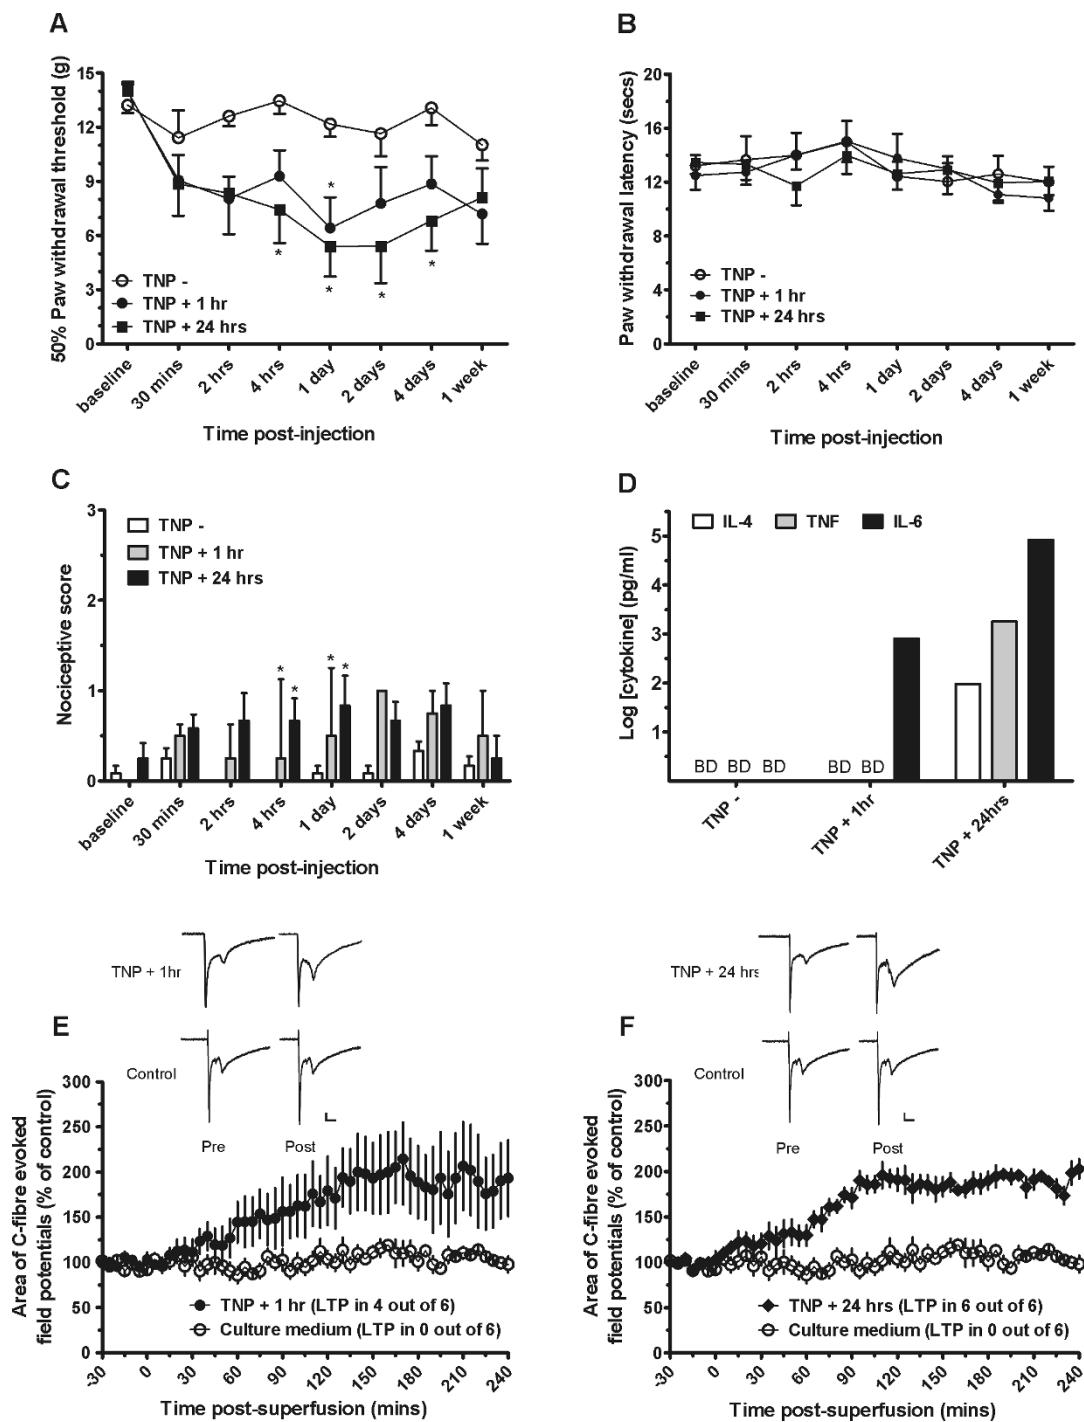 A
50% Paw withdrawal threshold (g)
15
12
9
6
3
0
*
*
*
*
*
TNP -
TNP + 1 hr
TNP + 24 hrs
baseline
30 mins
2 hrs
4 hrs
1 day
2 days
4 days
1 week
Time post-injection
B
Paw withdrawal latency (secs)
20
16
12
8
4
0
TNP -
TNP + 1 hr
TNP + 24 hrs
baseline
30 mins
2 hrs
4 hrs
1 day
2 days
4 days
1 week
Time post-injection
C
Nociceptive score
3
2
1
0
TNP -
TNP + 1 hr
TNP + 24 hrs
*
*
*
*
baseline
30 mins
2 hrs
4 hrs
1 day
2 days
4 days
1 week
Time post-injection
D
Log [cytokine] (pg/ml)
5
4
3
2
1
IL-4 TNF IL-6
BD BD BD
BD BD
TNP -
TNP + 1hr
TNP + 24hrs
E
TNP + 1hr
Control
Pre
Post
Area of C-fibre evoked
field potentials (% of control)
300
250
200
150
100
50
0
TNP + 1 hr (LTP in 4 out of 6)
Culture medium (LTP in 0 out of 6)
-30
0
30
60
90
120
150
180
210
240
Time post-superfusion (mins)
F
TNP + 24 hrs
Control
Pre
Post
Area of C-fibre evoked
field potentials (% of control)
300
250
200
150
100
50
0
TNP + 24 hrs (LTP in 6 out of 6)
Culture medium (LTP in 0 out of 6)
-30
0
30
60
90
120
150
180
210
240
Time post-superfusion (mins)